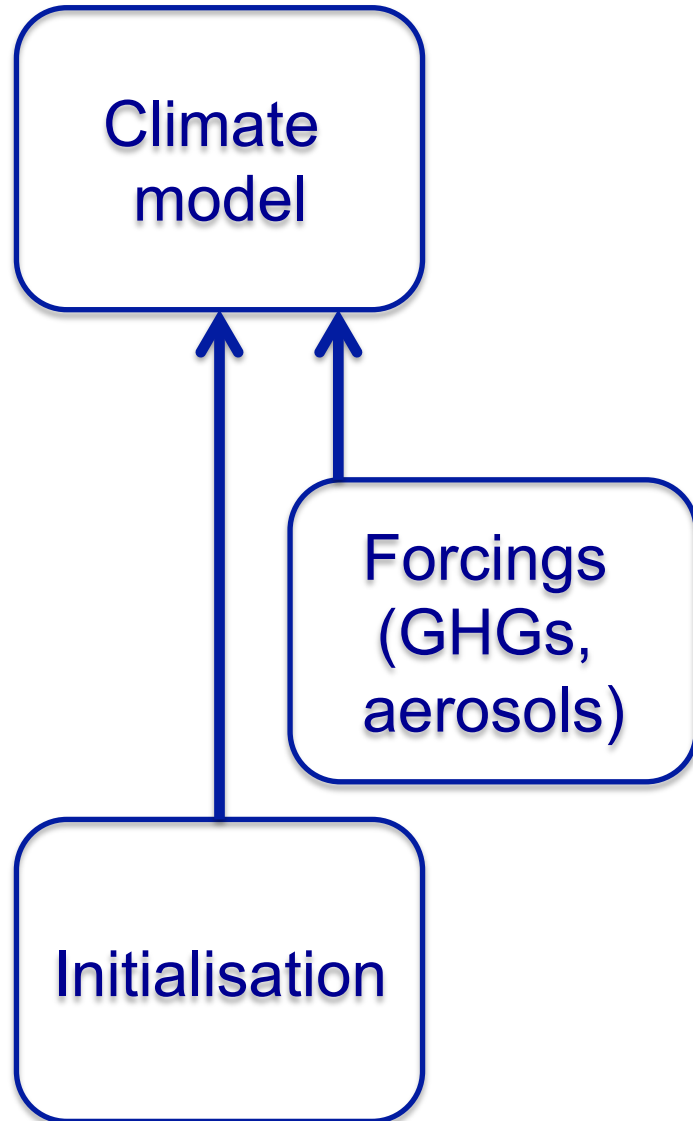 Climate
model
Forcings
(GHGs,
aerosols)
Initialisation